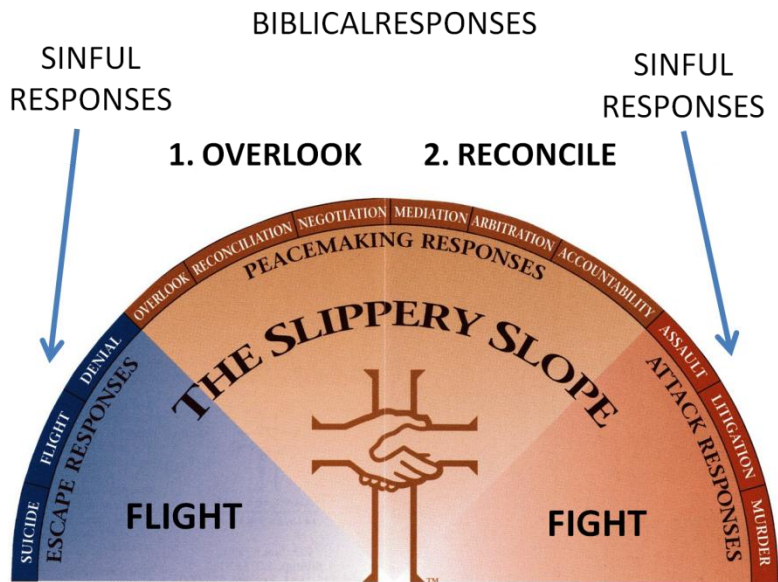 BIBLICALRESPONSES
SINFUL
RESPONSES
SINFUL
RESPONSES
1. OVERLOOK
2. RECONCILE
SUICIDE
FLIGHT
DENIAL
OVERLOOK
RECONCILIATION
NEGOTIATION
MEDIATION
ARBITRATION
ACCOUNTABILITY
ASSAULT
LITIGATION
MURDER
ESCAPE RESPONSES
PEACEMAKING RESPONSES
ATTACK RESPONSES
THE SLIPPERY SLOPE
FLIGHT
FIGHT
TM